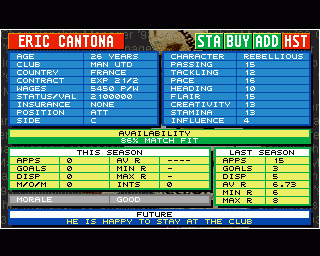 ERIC CANTONA STA BUY ADD HST
AGE 26 YEARS CHARACTER REBELLIOUS
CLUB MAN UTD PASSING 15
COUNTRY FRANCE TACKLING 12
CONTRACT EXP 21/2 PACE 16
WAGES 5450 P/W HEADING 10
STATUS/VAL 2100000 FLAIR 15
INSURANCE NONE CREATIVITY 13
POSITION ATT STAMINA 13
SIDE C INFLUENCE 4
AVAILABILITY
86% MATCH FIT
THIS SEASON LAST SEASON
APPS 0 AV R ---- APPS 15
GOALS 0 MIN R - GOALS 3
DISP 0 MAX R - DISP 5
M/O/M 0 INTS 0 AV R 6.73
MIN R 6
MORALE GOOD MAX R 8
FUTURE
HE IS HAPPY TO STAY AT THE CLUB